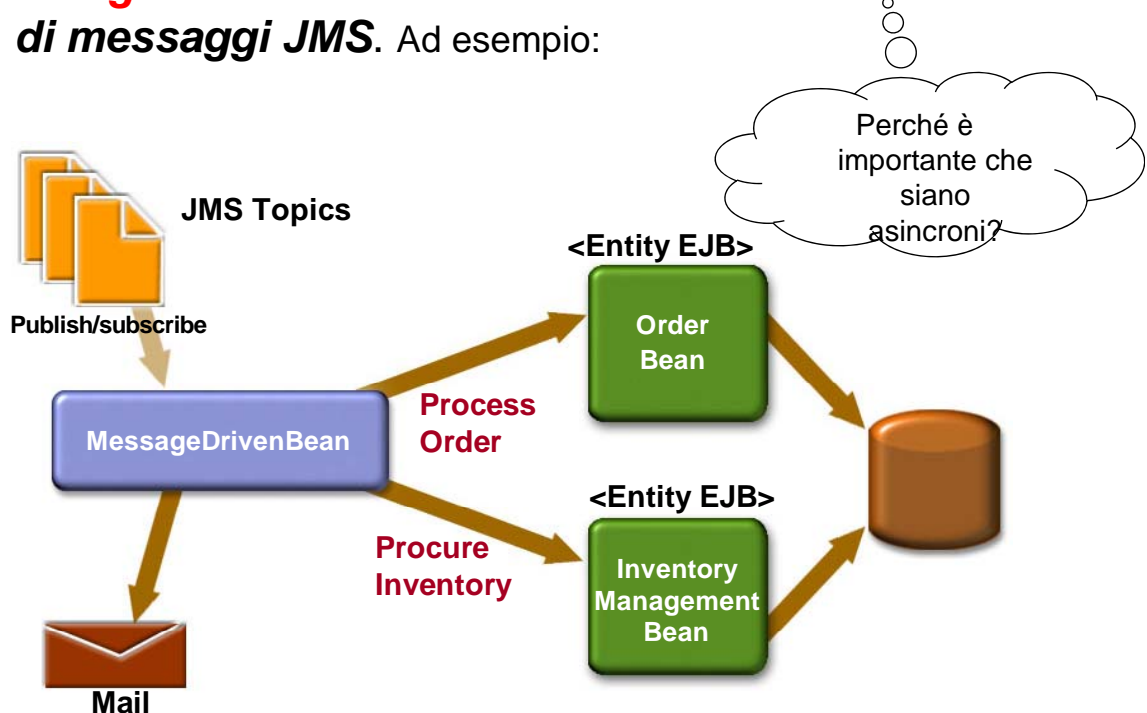 di messaggi JMS. Ad esempio:
Perché è
importante che
siano
asincroni?
JMS Topics
Publish/subscribe
<Entity EJB>
Order
Bean
MessageDrivenBean
Process
Order
<Entity EJB>
Procure
Inventory
Inventory
Management
Bean
Mail